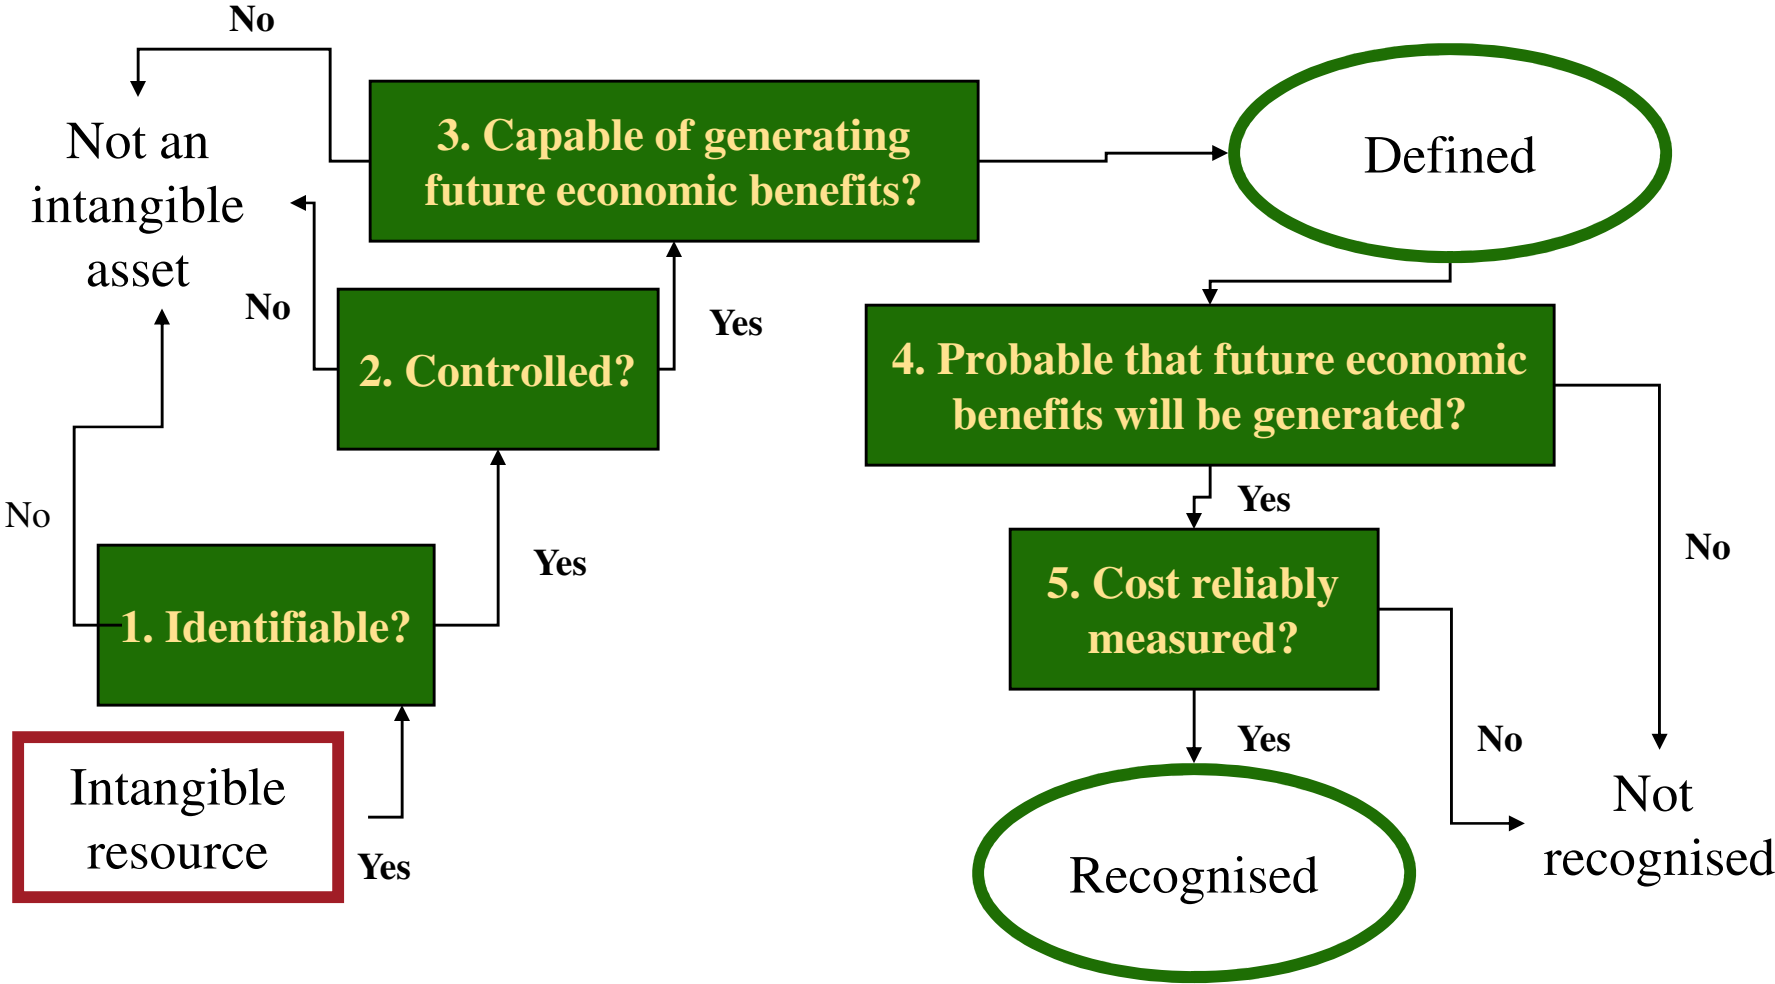 No
Not an
intangible
asset
3. Capable of generating
future economic benefits?
Defined
No
2. Controlled?
Yes
4. Probable that future economic
benefits will be generated?
No
1. Identifiable?
Yes
Yes
5. Cost reliably
measured?
No
Intangible
resource
Yes
Yes
No
Recognised
Not
recognised